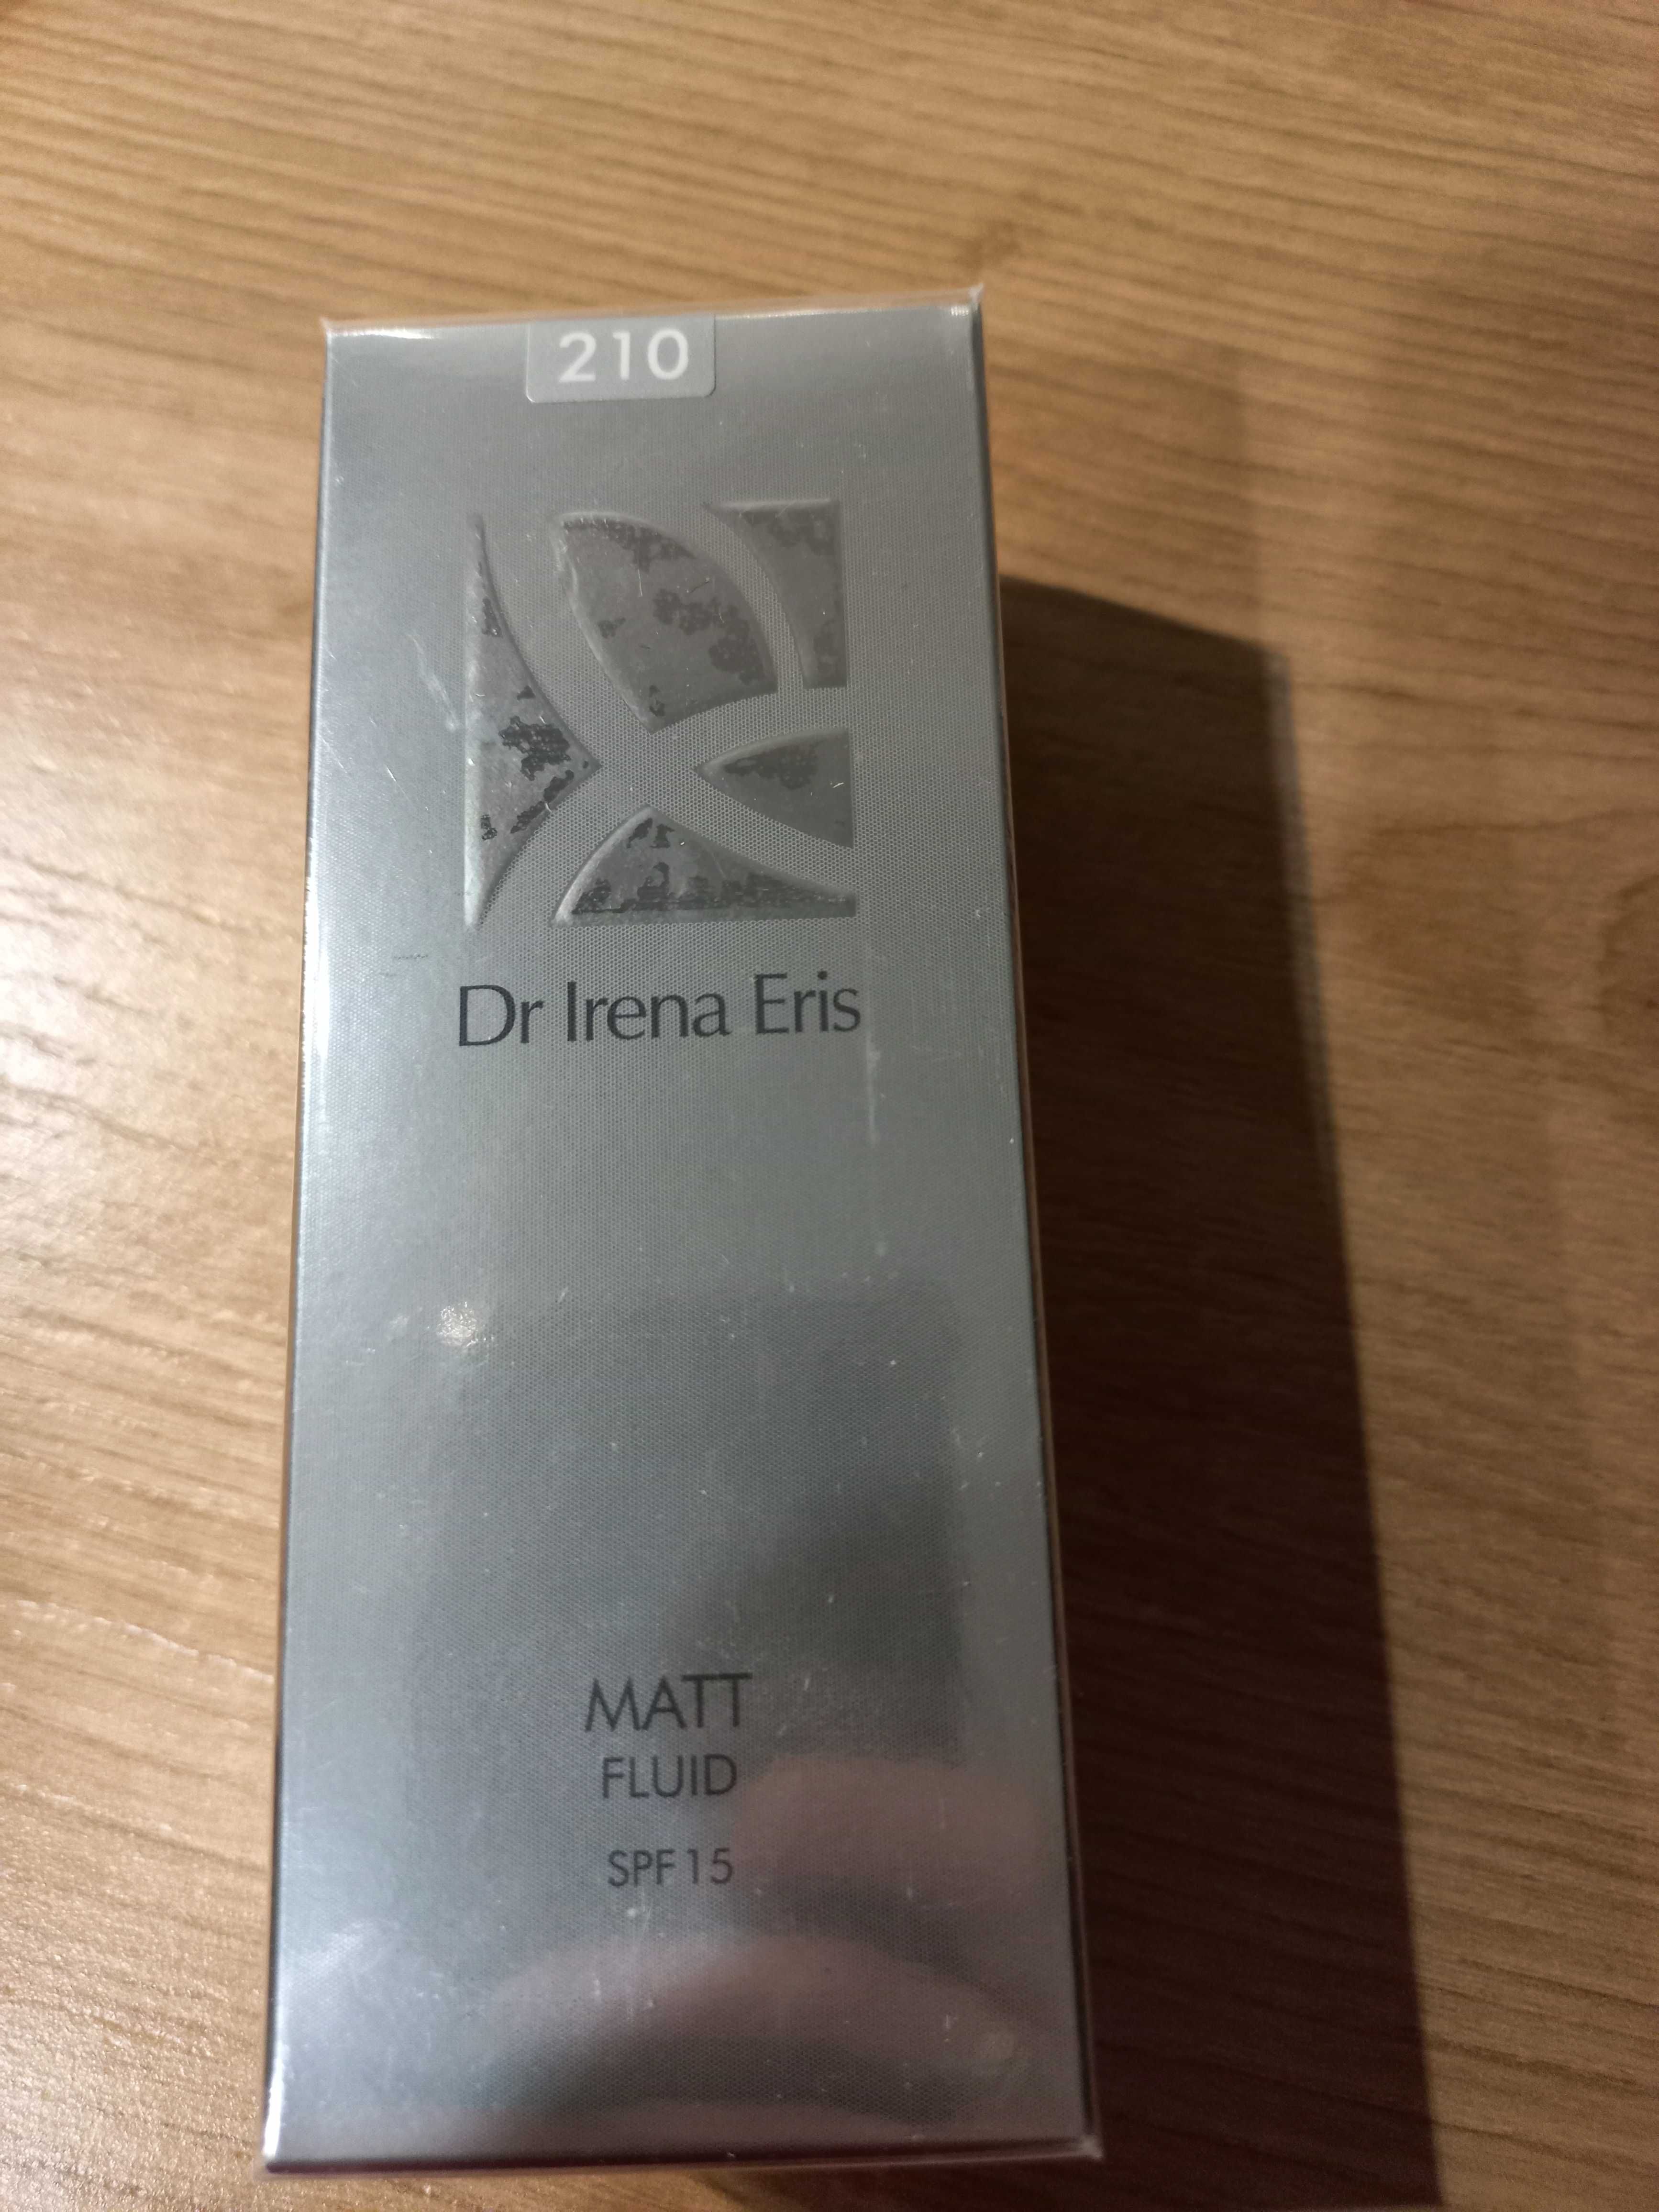 210
Dr Irena Eris
MATT
FLUID
SPF 15